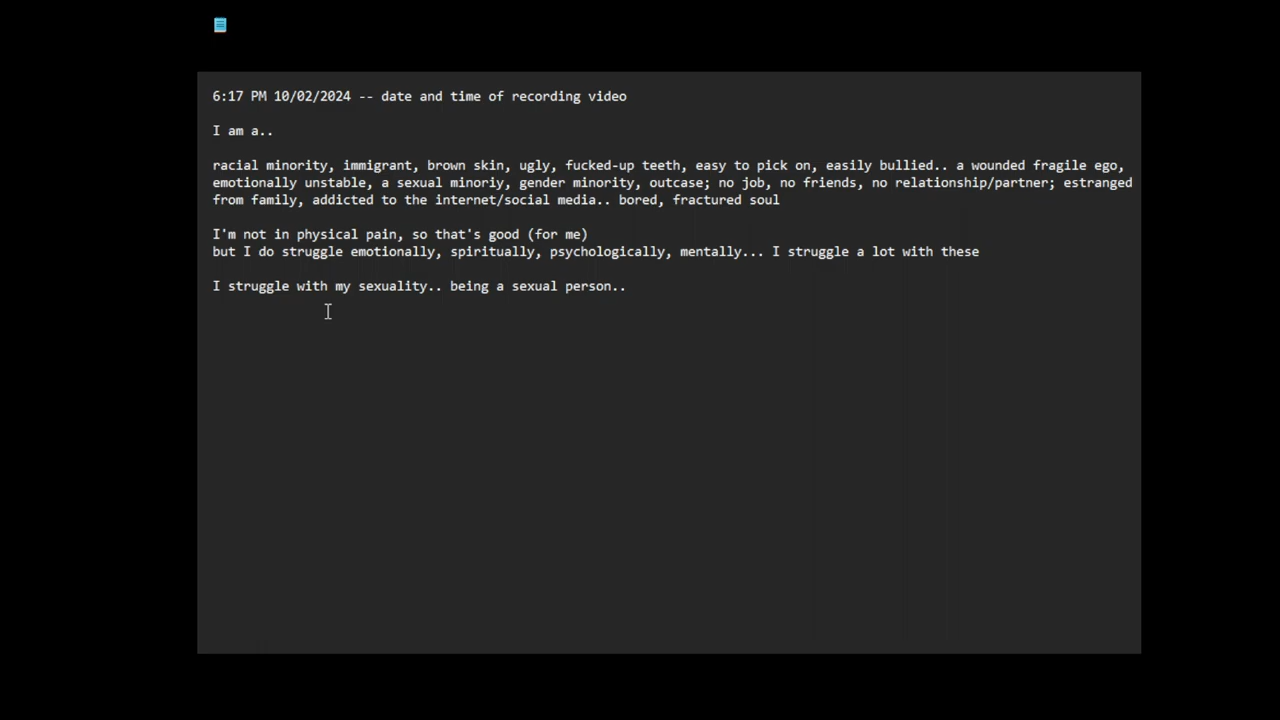 6:17 PM 10/02/2024 -- date and time of recording video
I am a..
racial minority, immigrant, brown skin, ugly, fucked-up teeth, easy to pick on, easily bullied.. a wounded fragile ego,
emotionally unstable, a sexual minoriy, gender minority, outcase; no job, no friends, no relationship/partner; estranged
from family, addicted to the internet/social media.. bored, fractured soul
I'm not in physical pain, so that's good (for me)
but I do struggle emotionally, spiritually, psychologically, mentally... I struggle a lot with these
I struggle with my sexuality.. being a sexual person..